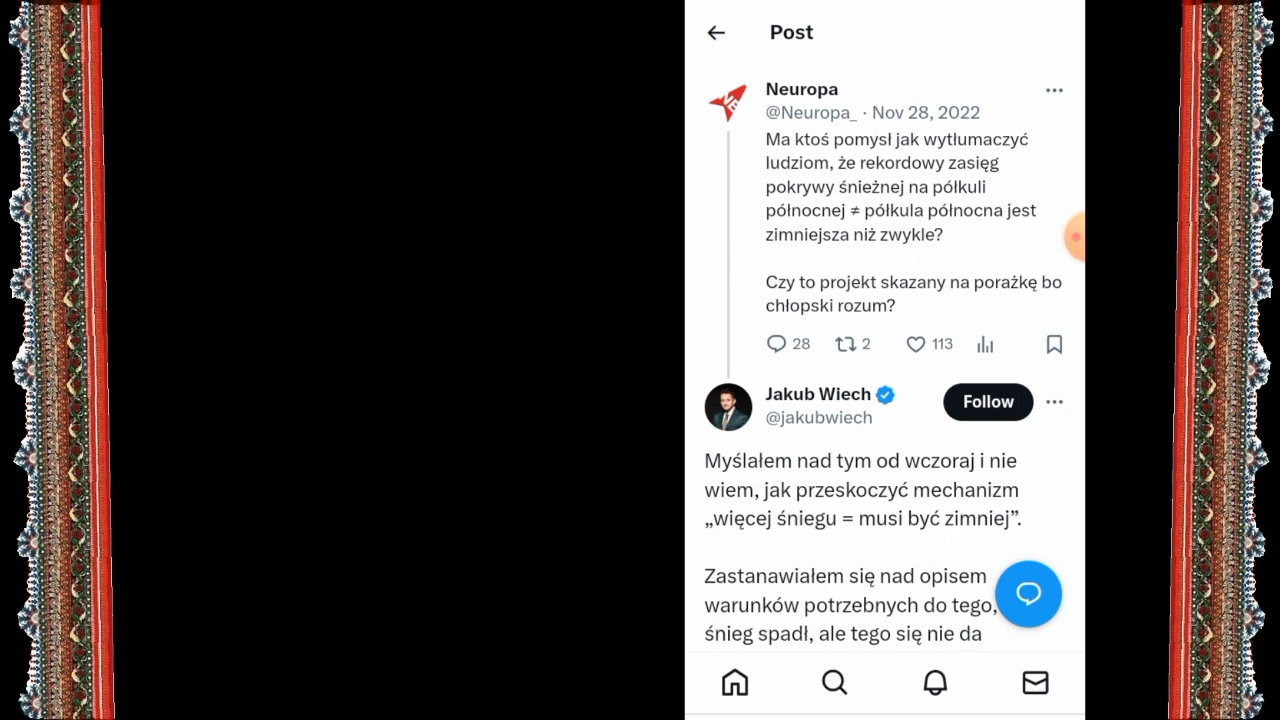 Post
Neuropa
@Neuropa_ · Nov 28, 2022
Ma ktoś pomysł jak wytłumaczyć
ludziom, że rekordowy zasięg
pokrywy śnieżnej na półkuli
północnej ≠ półkula północna jest
zimniejsza niż zwykle?
Czy to projekt skazany na porażkę bo
chłopski rozum?
28 2 113
Jakub Wiech
@jakubwiech
Follow
Myślałem nad tym od wczoraj i nie
wiem, jak przeskoczyć mechanizm
„więcej śniegu = musi być zimniej”.
Zastanawiałem się nad opisem
warunków potrzebnych do tego,
śnieg spadł, ale tego się nie da